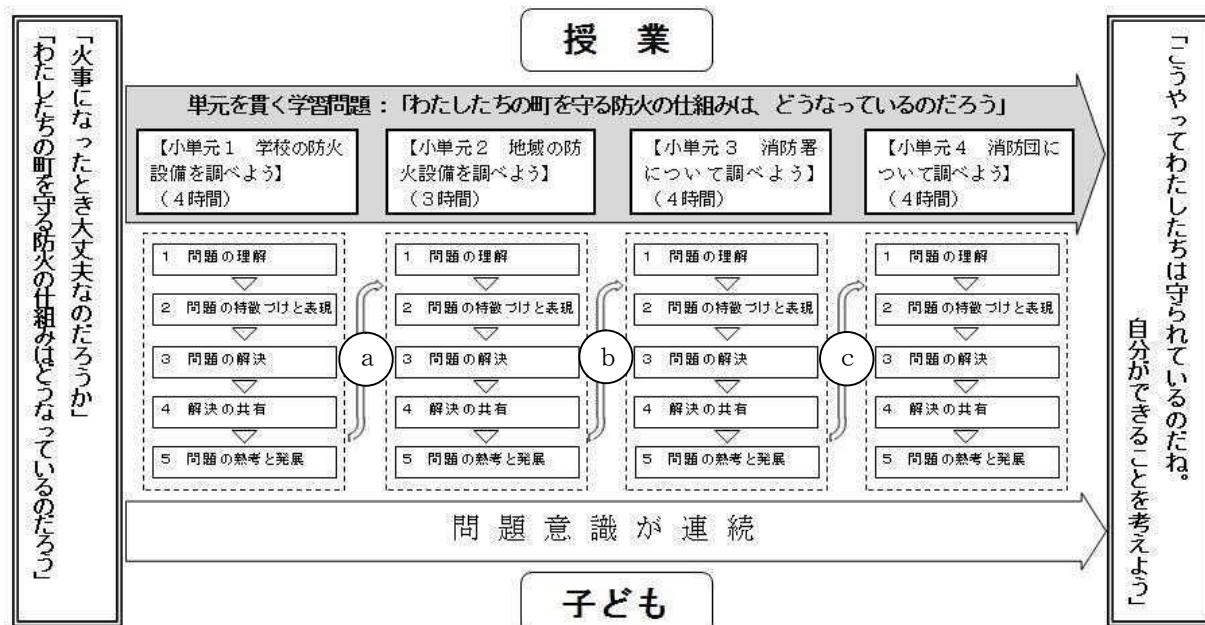 「火事になったとき大丈夫なのだろうか」
「わたしたちの町を守る防火の仕組みはどうなっているのだろう」
授　業
単元を貫く学習問題：「わたしたちの町を守る防火の仕組みは、どうなっているのだろう」
【小単元１　学校の防火
設備を調べよう】
（４時間）
【小単元２　地域の防
火設備を調べよう】
（３時間）
【小単元３　消防署
にについて調べよう】
（４時間）
【小単元４　消防団に
ついて調べよう】
（４時間）
1　問題の理解
2　問題の特徴づけと表現
3　問題の解決
4　解決の共有
5　問題の熟考と発展
a
1　問題の理解
2　問題の特徴づけと表現
3　問題の解決
4　解決の共有
5　問題の熟考と発展
b
1　問題の理解
2　問題の特徴づけと表現
3　問題の解決
4　解決の共有
5　問題の熟考と発展
c
1　問題の理解
2　問題の特徴づけと表現
3　問題の解決
4　解決の共有
5　問題の熟考と発展
問題意識が連続
子ども
「こうやってわたしたちは守られているのだね。
自分ができることを考えよう」